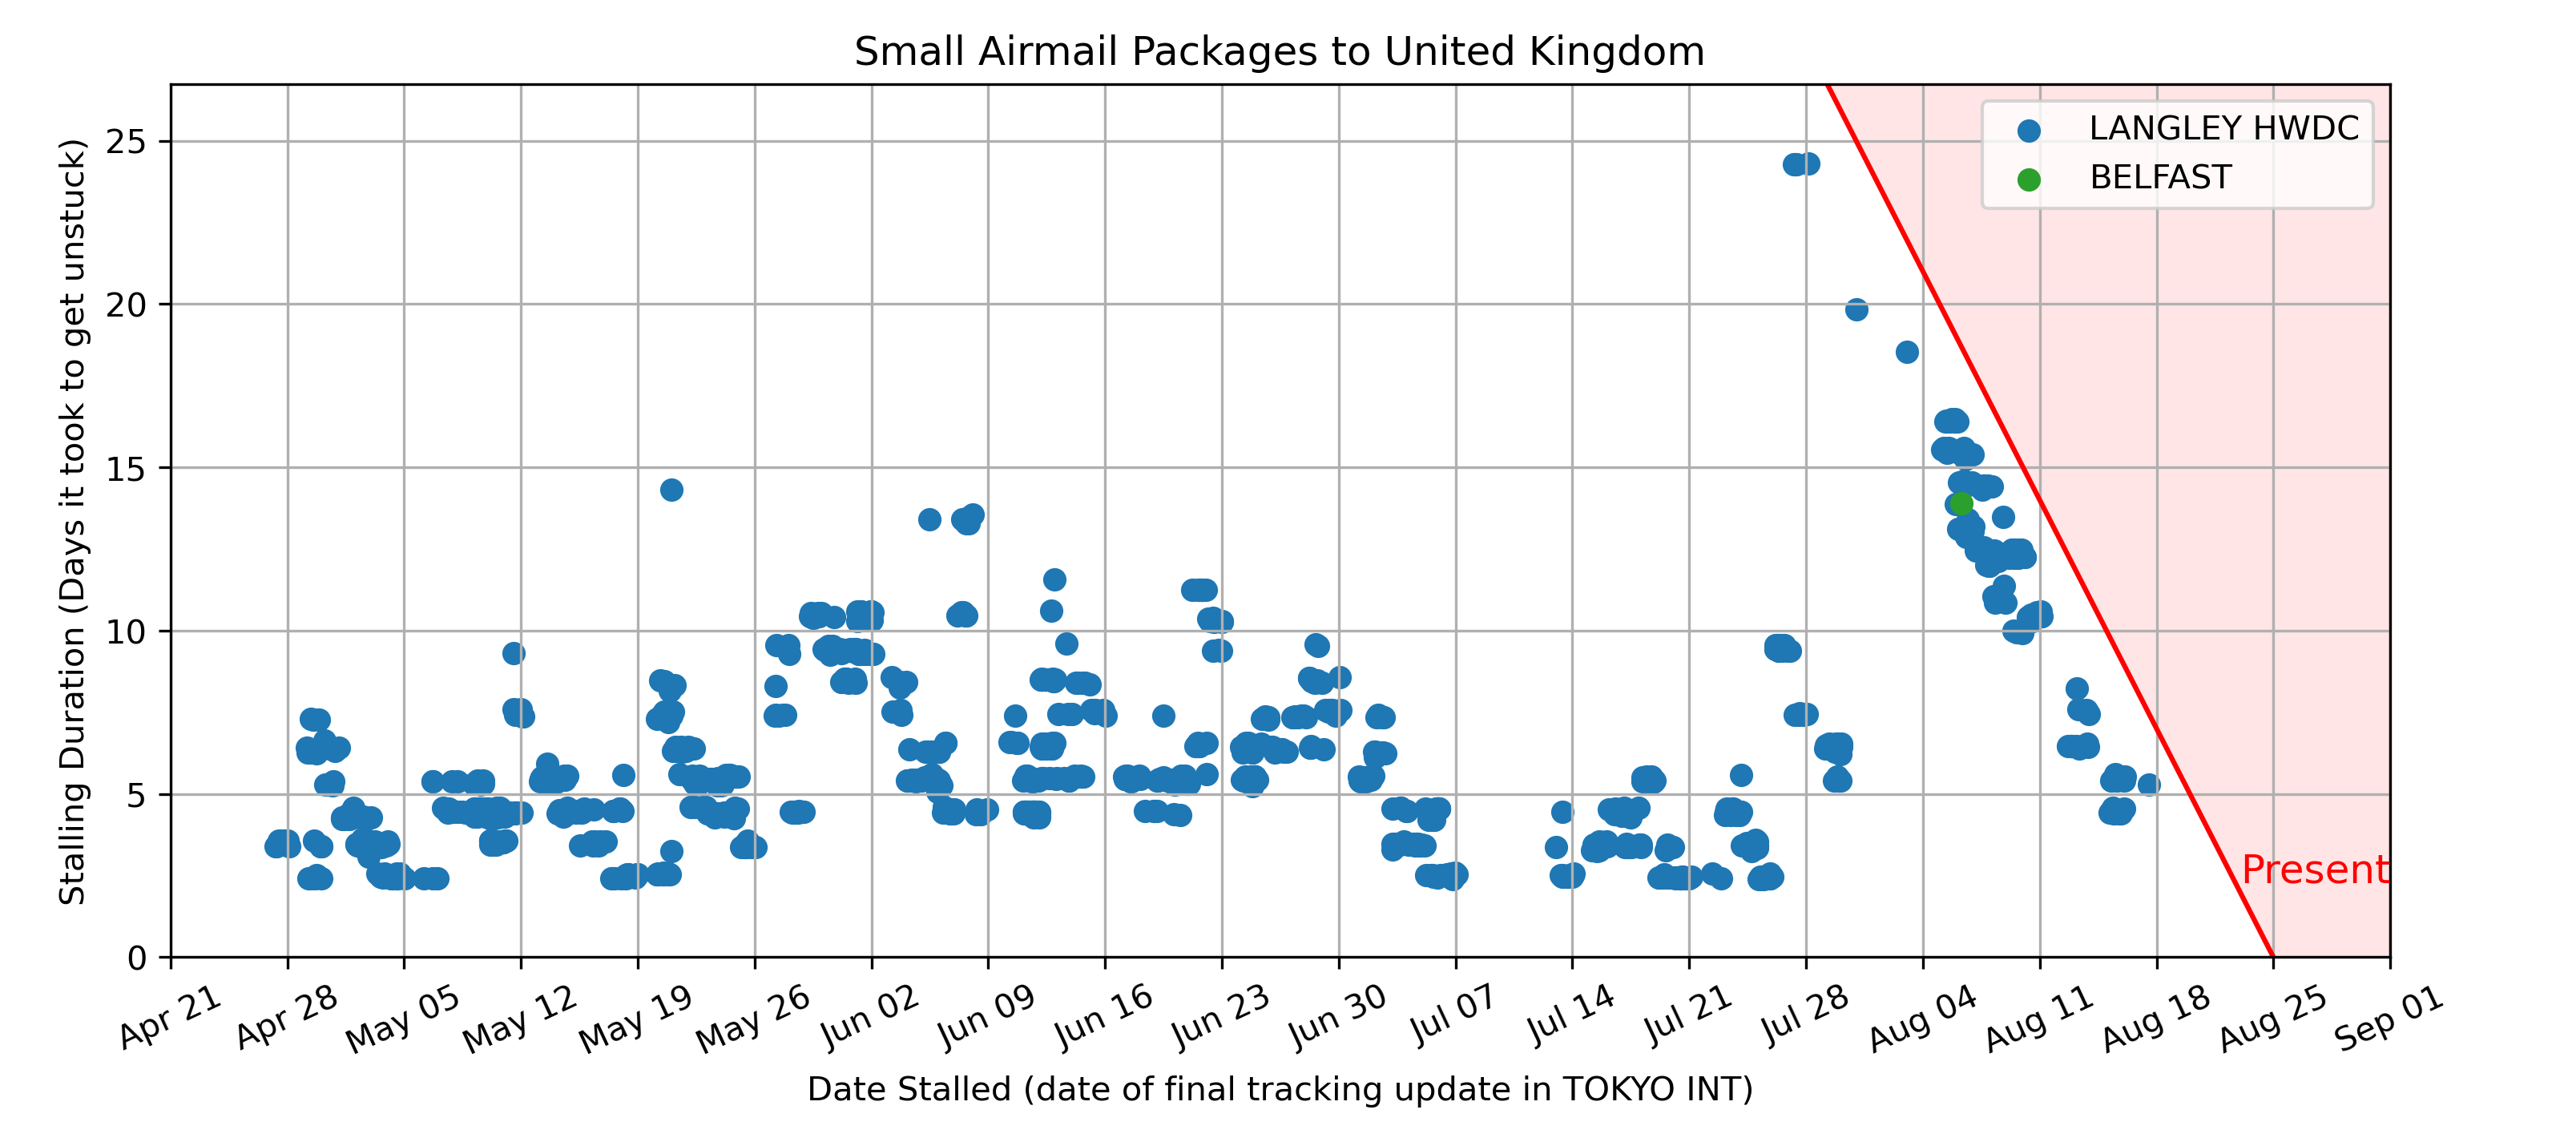 Small Airmail Packages to United Kingdom
Stalling Duration (Days it took to get unstuck)
25
20
15
10
5
0
LANGLEY HWDC
BELFAST
Present
Apr 21
Apr 28
May 05
May 12
May 19
May 26
Jun 02
Jun 09
Jun 16
Jun 23
Jun 30
Jul 07
Jul 14
Jul 21
Jul 28
Aug 04
Aug 11
Aug 18
Aug 25
Sep 01
Date Stalled (date of final tracking update in TOKYO INT)